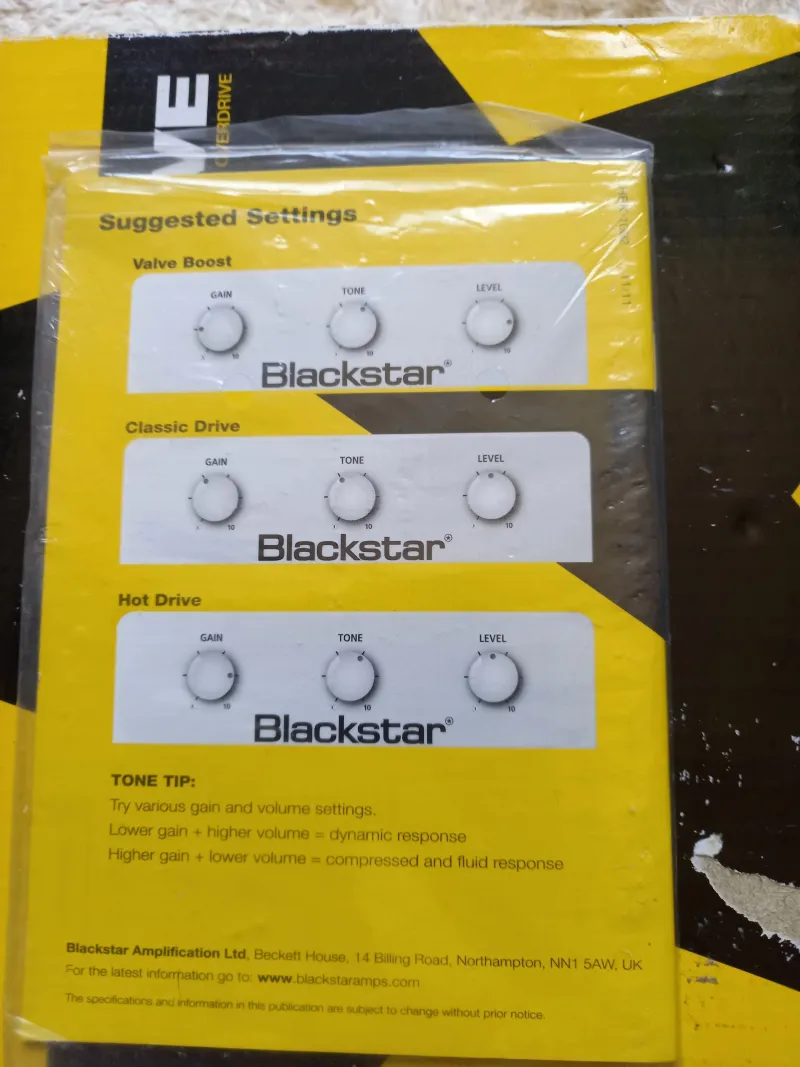 OVERDRIVE
Suggested Settings
Valve Boost
GAIN TONE LEVEL
10 10 10
Blackstar®
Classic Drive
GAIN TONE LEVEL
10 10 10
Blackstar®
Hot Drive
GAIN TONE LEVEL
10 10 10
Blackstar®
TONE TIP:
Try various gain and volume settings.
Lower gain + higher volume = dynamic response
Higher gain + lower volume = compressed and fluid response
Blackstar Amplification Ltd, Beckett House, 14 Billing Road, Northampton, NN1 5AW, UK
For the latest information go to: www.blackstaramps.com
The specifications and information in this publication are subject to change without prior notice.